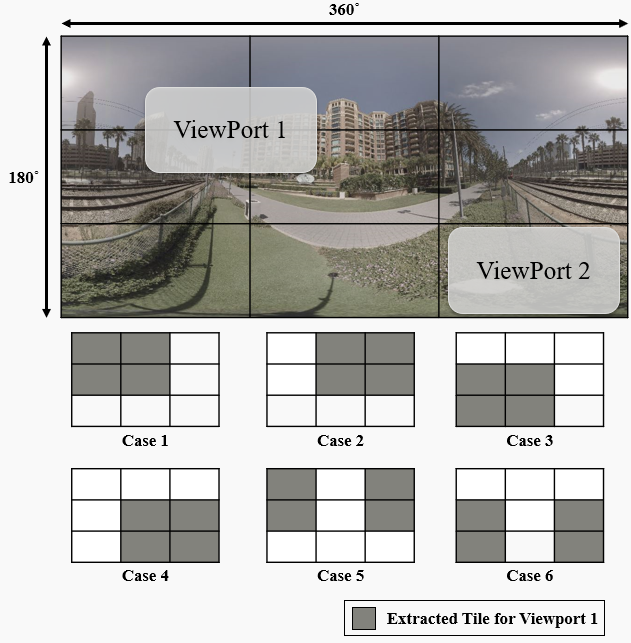 360˚
180˚
ViewPort 1
ViewPort 2
Case 1
Case 2
Case 3
Case 4
Case 5
Case 6
Extracted Tile for Viewport 1